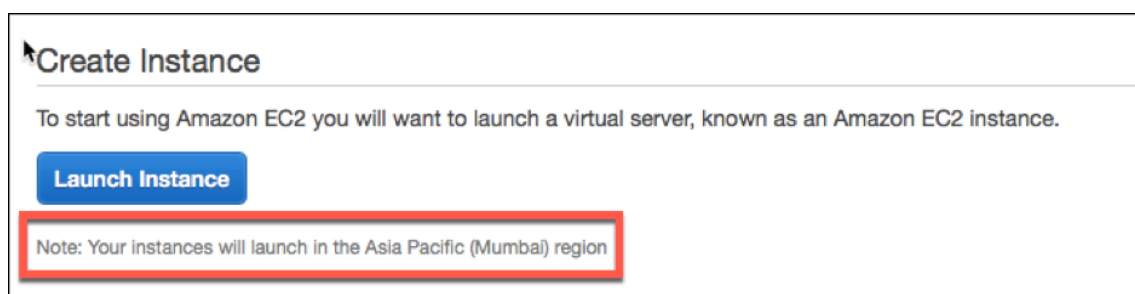 Create Instance
To start using Amazon EC2 you will want to launch a virtual server, known as an Amazon EC2 instance.
Launch Instance
Note: Your instances will launch in the Asia Pacific (Mumbai) region